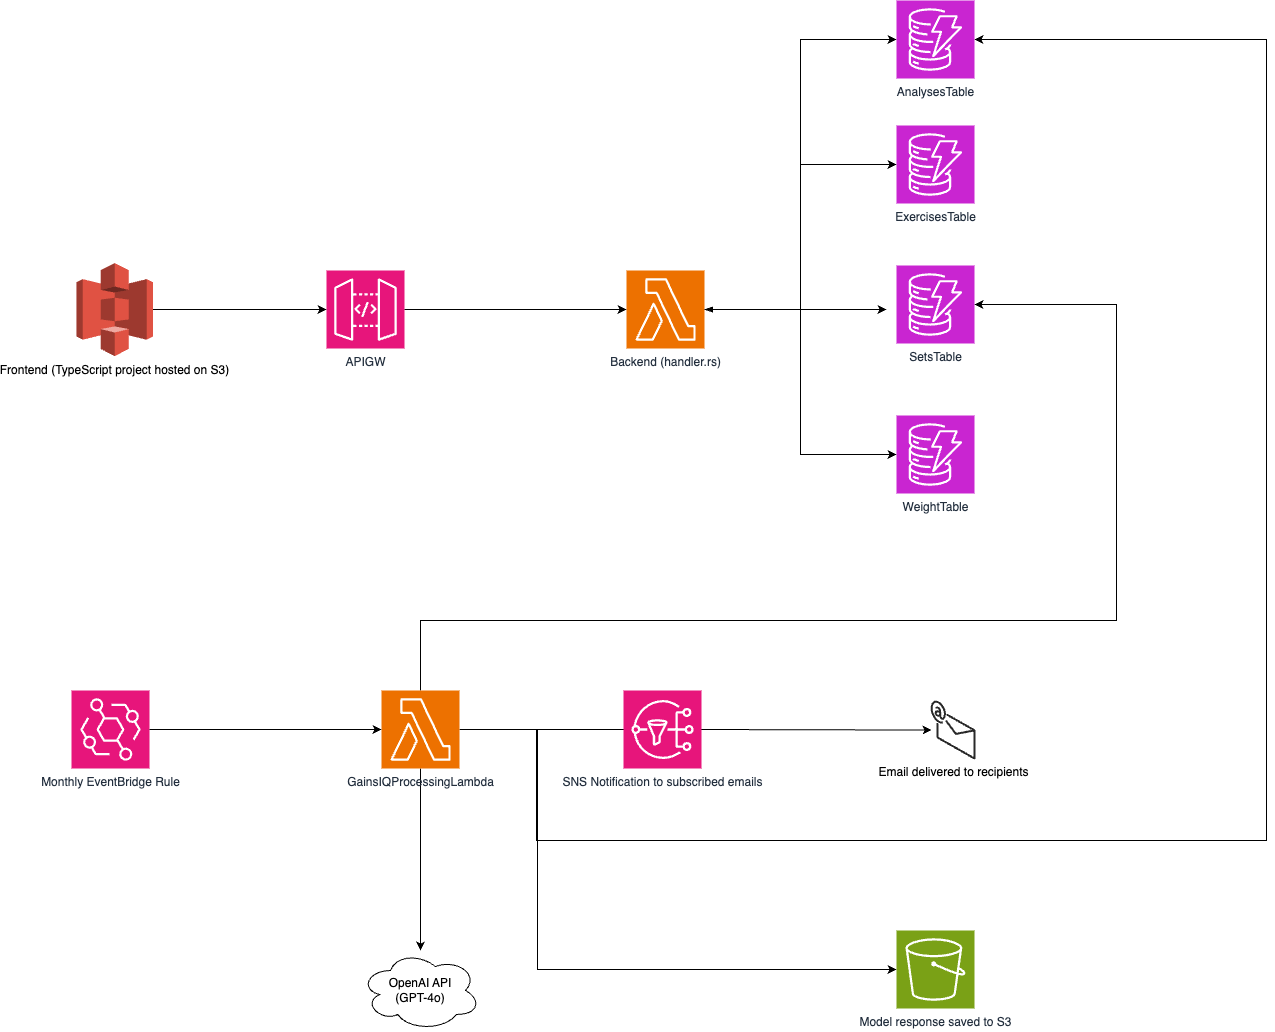 AnalysesTable
ExercisesTable
Frontend (TypeScript project hosted on S3)
</>
APIGW
Backend (handler.rs)
SetsTable
WeightTable
Monthly EventBridge Rule
GainsIQProcessingLambda
SNS Notification to subscribed emails
@
Email delivered to recipients
OpenAI API
(GPT-4o)
Model response saved to S3